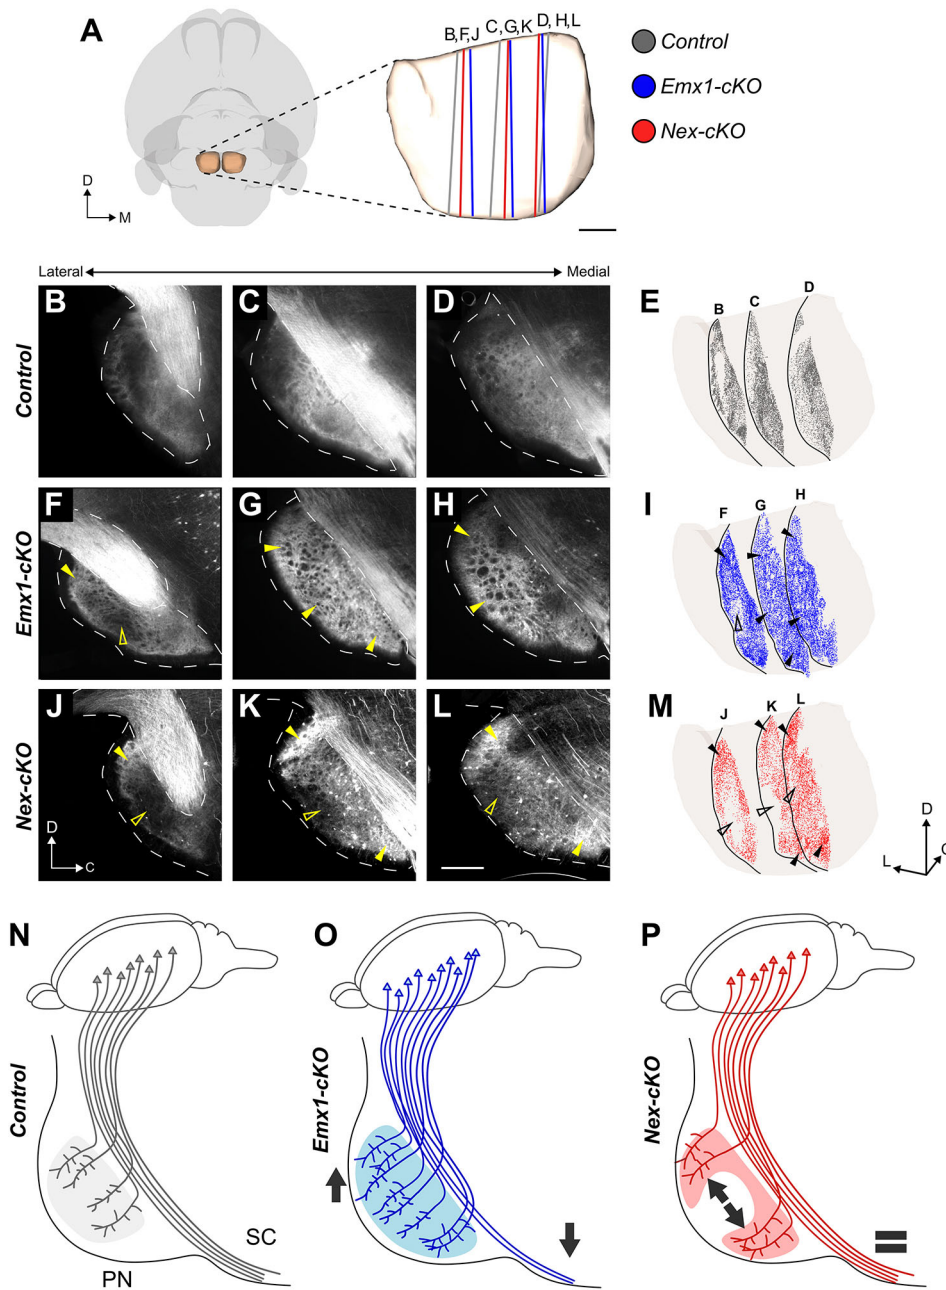 A
B,F,J C,G,K D,H,L
Control
Emx1-cKO
Nex-cKO
D
M
Lateral Medial
B C D
Control
E
B C D
F G H
Emx1-cKO
I
F G H
J K L
Nex-cKO
D
C
M
J K L
D
L C
N O P
Control
Emx1-cKO
Nex-cKO
SC
PN